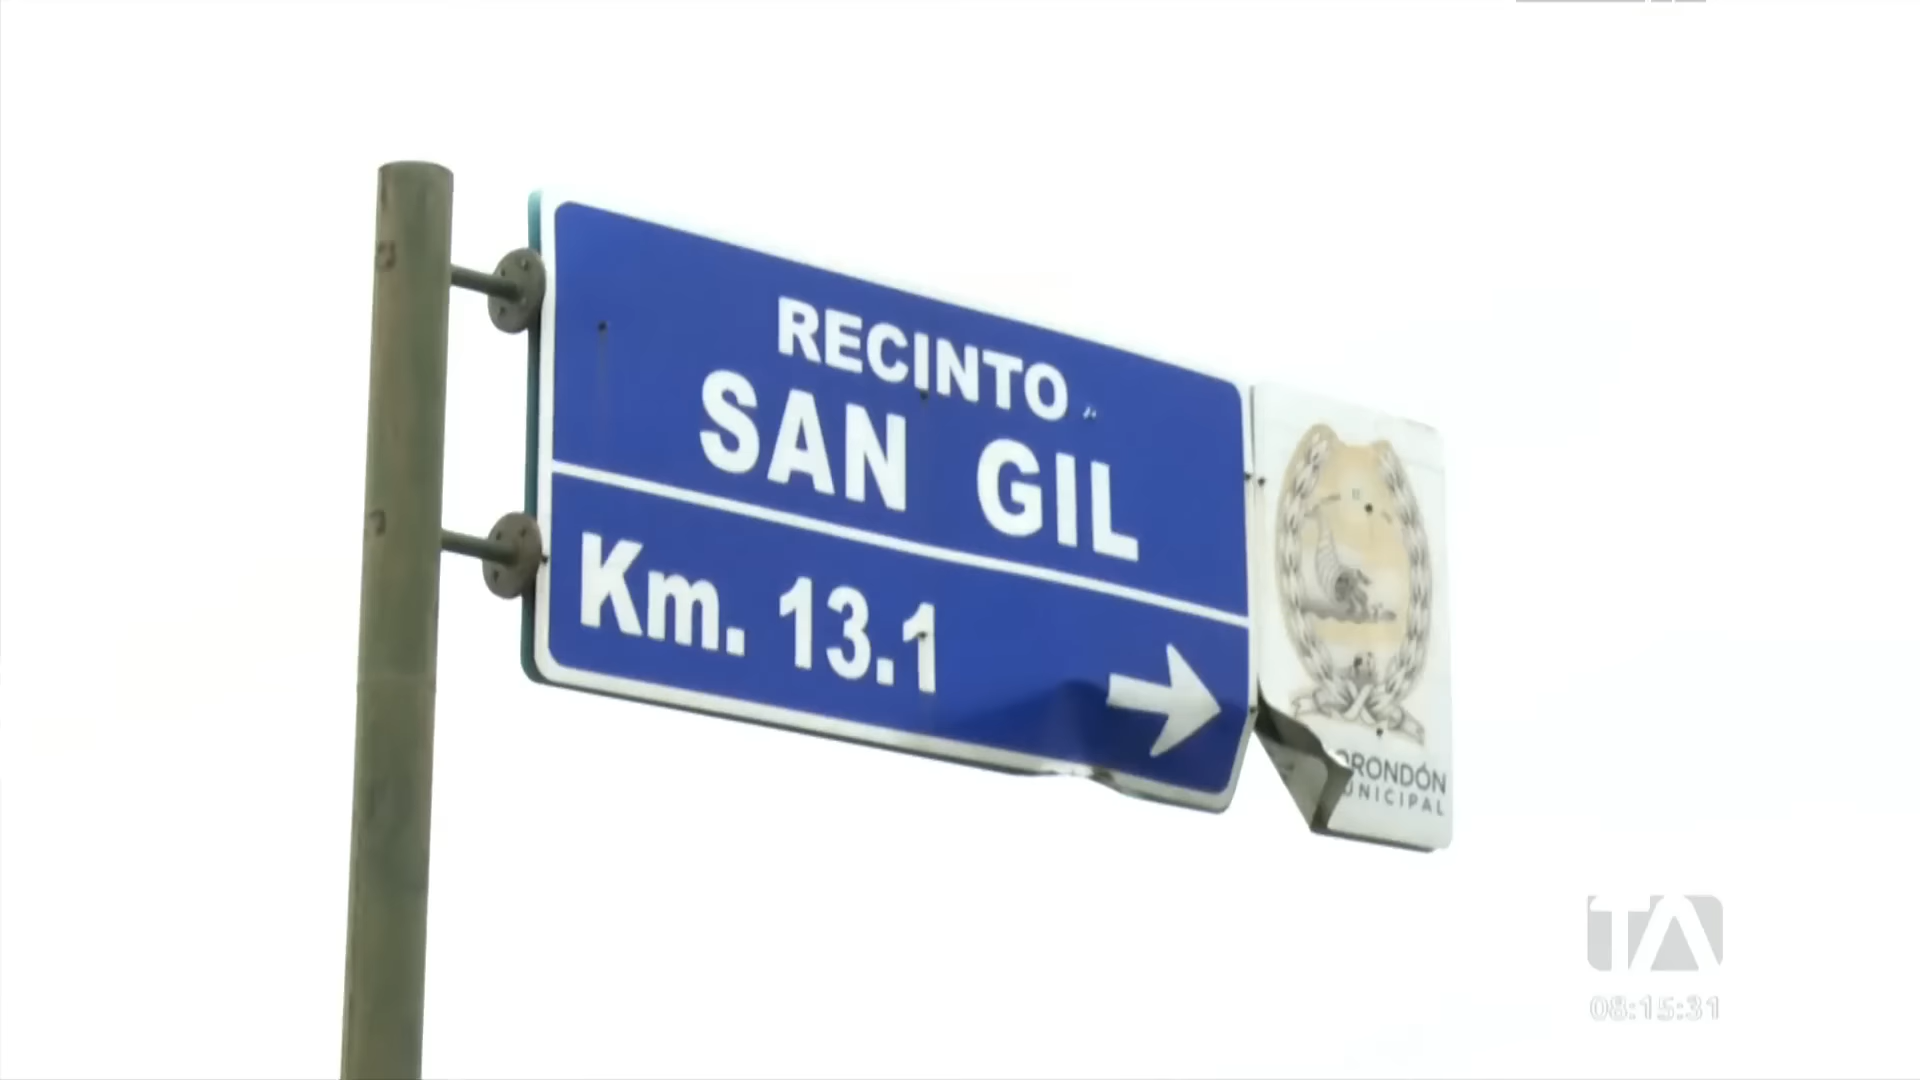 RECINTO
SAN GIL
Km. 13.1
ORONDÓN
UNICIPAL
TA
08:15:31